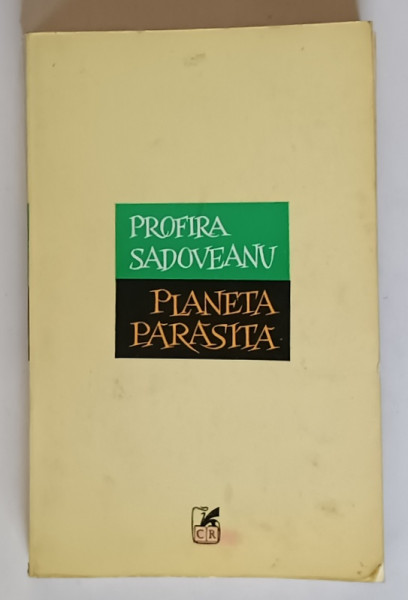 PROFIRA
SADOVEANU
PLANETA
PARASITA
CR